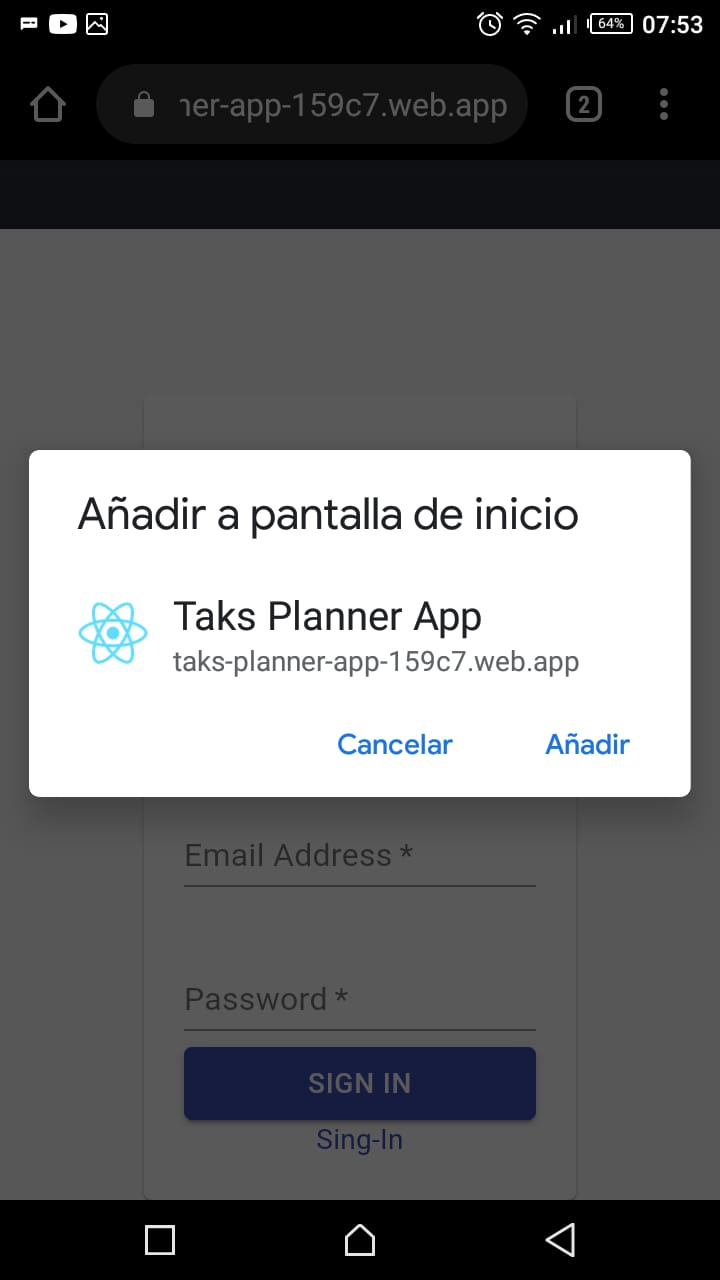 64% 07:53
ner-app-159c7.web.app 2
Añadir a pantalla de inicio
Taks Planner App
taks-planner-app-159c7.web.app
Cancelar Añadir
Email Address *
Password *
SIGN IN
Sing-In